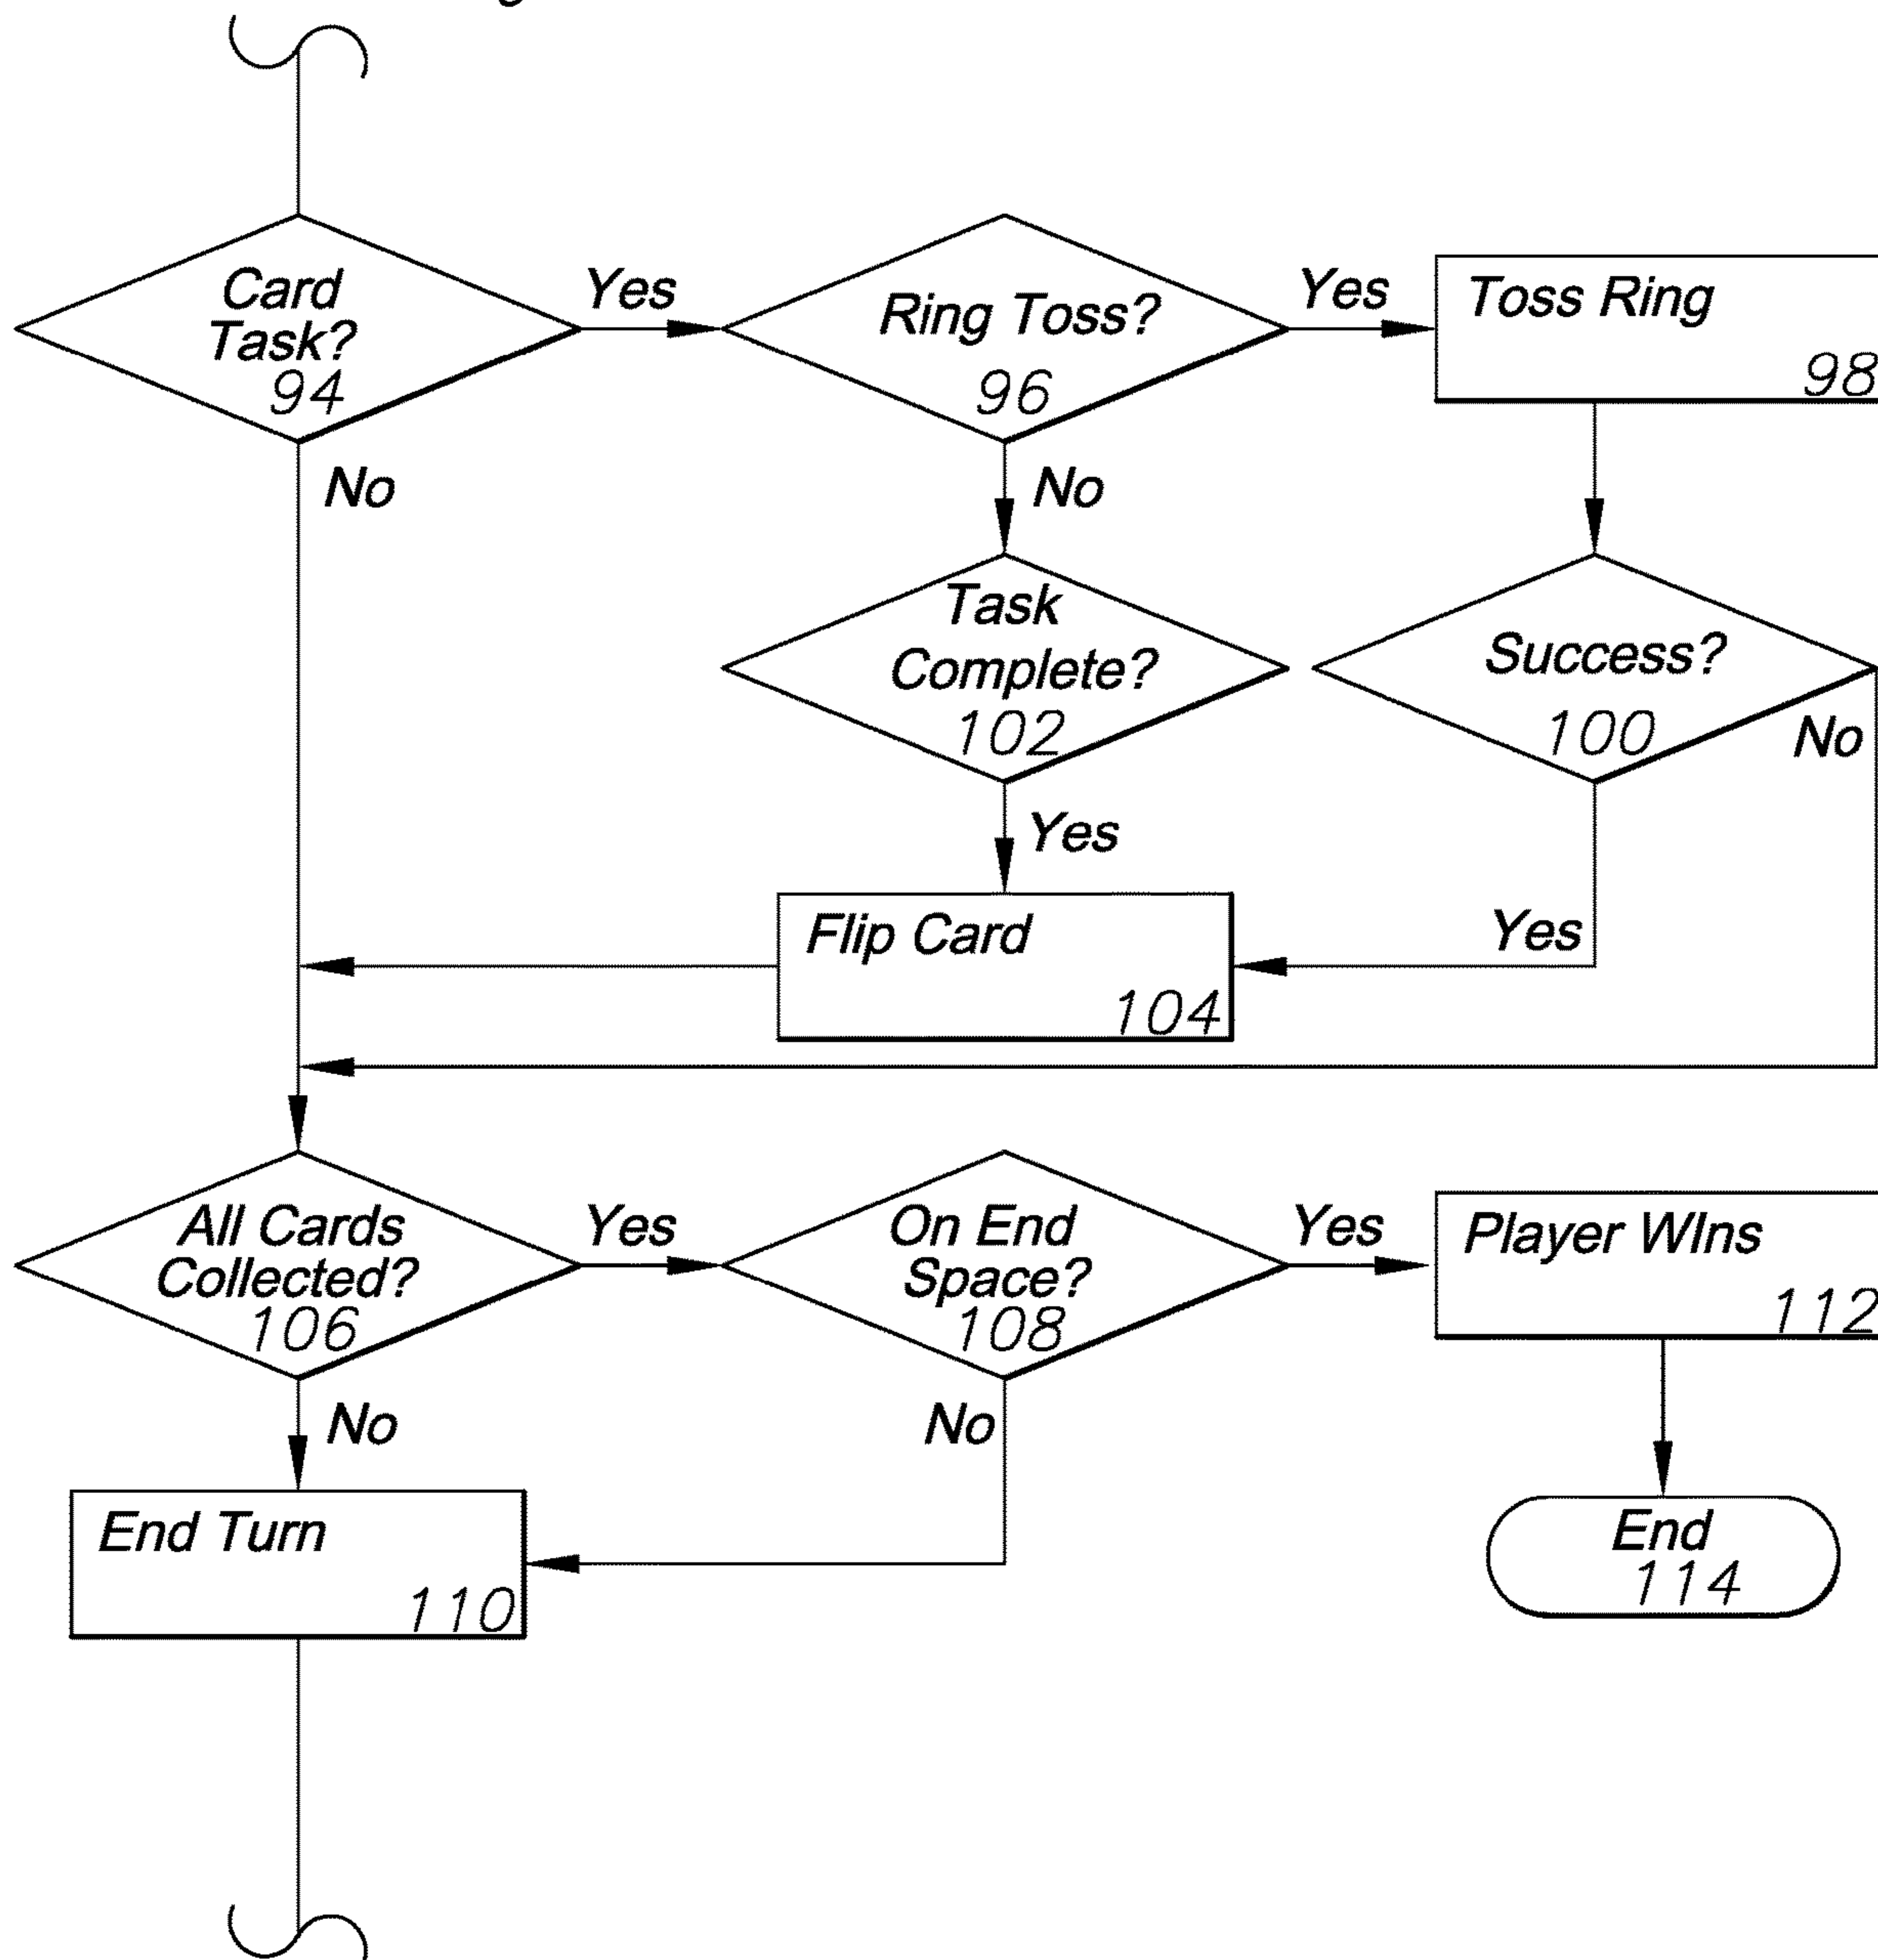 Card
Task?
94
Yes
Ring Toss?
96
Yes
Toss Ring
98
No
No
Task
Complete?
102
Success?
100
No
Yes
Flip Card
104
Yes
All Cards
Collected?
106
Yes
On End
Space?
108
Yes
Player WIns
112
No
No
End Turn
110
End
114